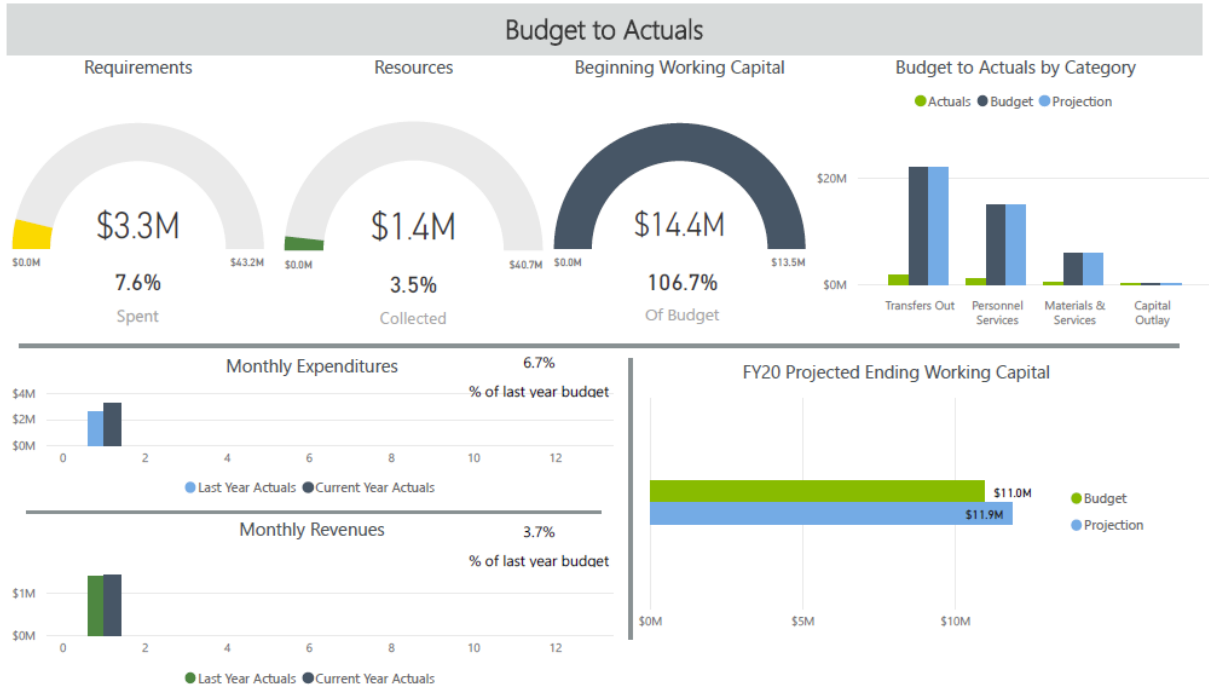 Budget to Actuals
Requirements
$3.3M
$0.0M
$43.2M
7.6%
Spent
Resources
$1.4M
$0.0M
$40.7M
3.5%
Collected
Beginning Working Capital
$14.4M
$0.0M
$13.5M
106.7%
Of Budget
Budget to Actuals by Category
Actuals Budget Projection
$20M
$0M
Transfers Out
Personnel
Services
Materials &
Services
Capital
Outlay
Monthly Expenditures
6.7%
% of last year budget
$4M
$2M
$0M
0 2 4 6 8 10 12
Last Year Actuals Current Year Actuals
Monthly Revenues
3.7%
% of last year budget
$1M
$0M
0 2 4 6 8 10 12
Last Year Actuals Current Year Actuals
FY20 Projected Ending Working Capital
$11.0M
$11.9M
Budget
Projection
$0M $5M $10M